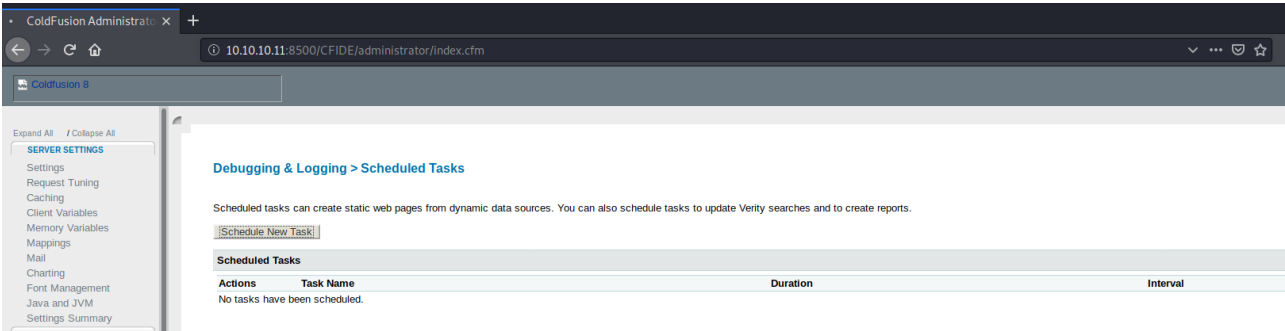 ColdFusion Administrato
10.10.10.11:8500/CFIDE/administrator/index.cfm
Coldfusion 8
Expand All / Collapse All
SERVER SETTINGS
Settings
Request Tuning
Caching
Client Variables
Memory Variables
Mappings
Mail
Charting
Font Management
Java and JVM
Settings Summary
Debugging & Logging > Scheduled Tasks
Scheduled tasks can create static web pages from dynamic data sources. You can also schedule tasks to update Verity searches and to create reports.
Schedule New Task
Scheduled Tasks
Actions Task Name Duration Interval
No tasks have been scheduled.